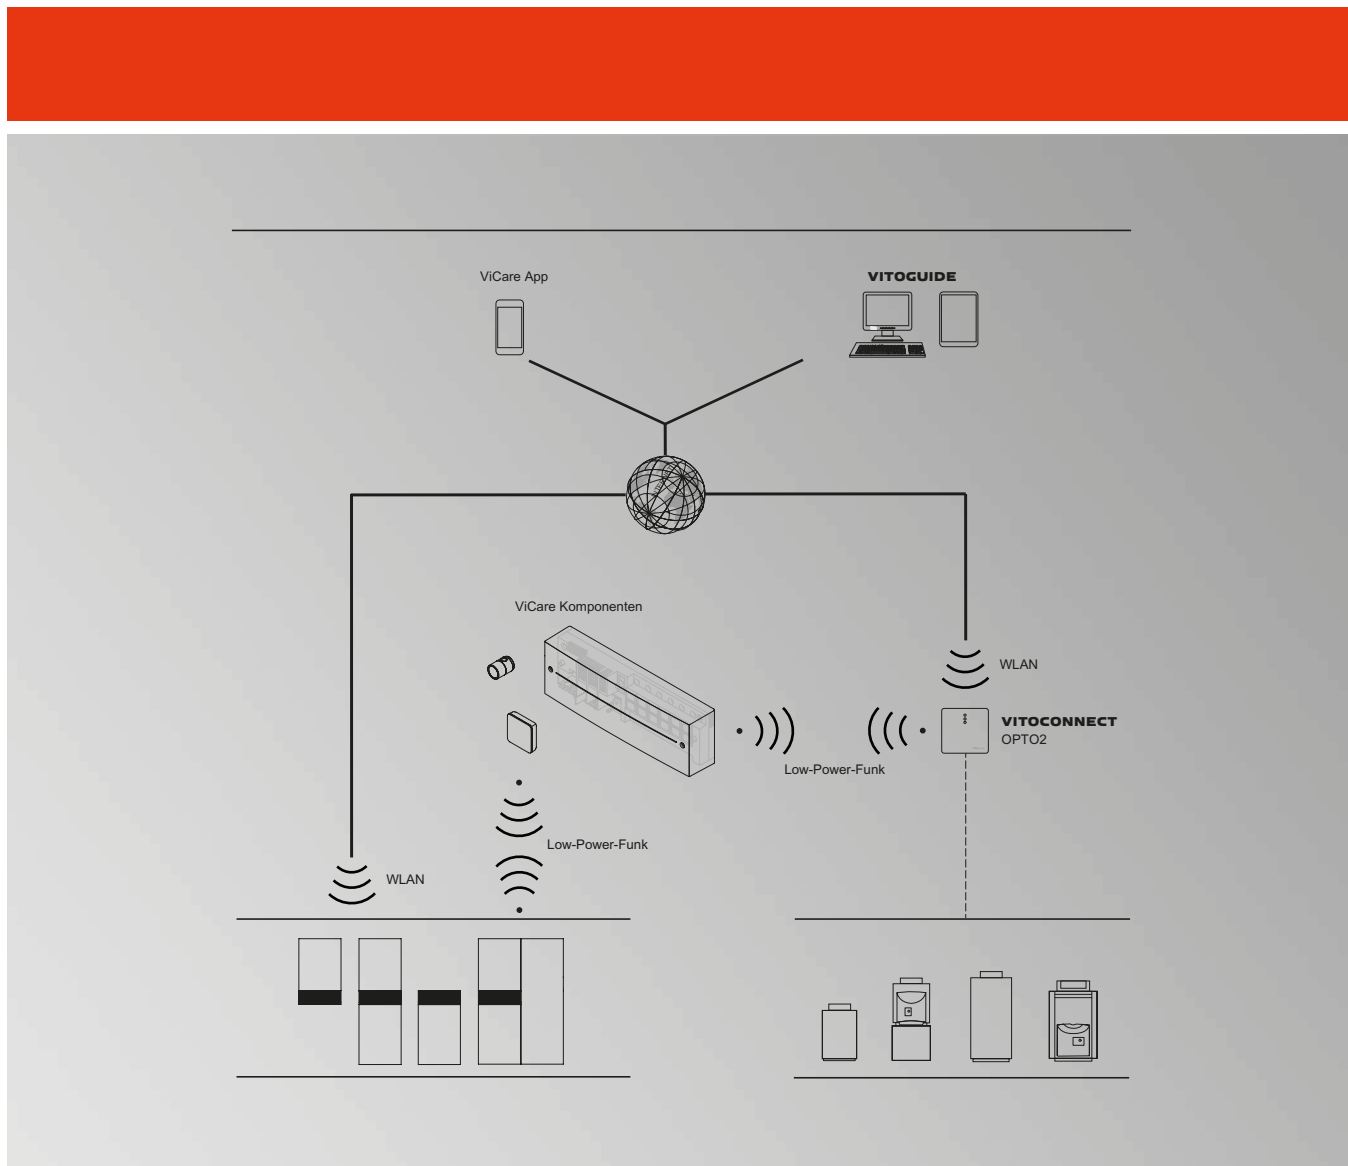 ViCare App
VITOGUIDE
ViCare Komponenten
WLAN
VITOCONNECT
OPTO2
Low-Power-Funk
Low-Power-Funk
WLAN